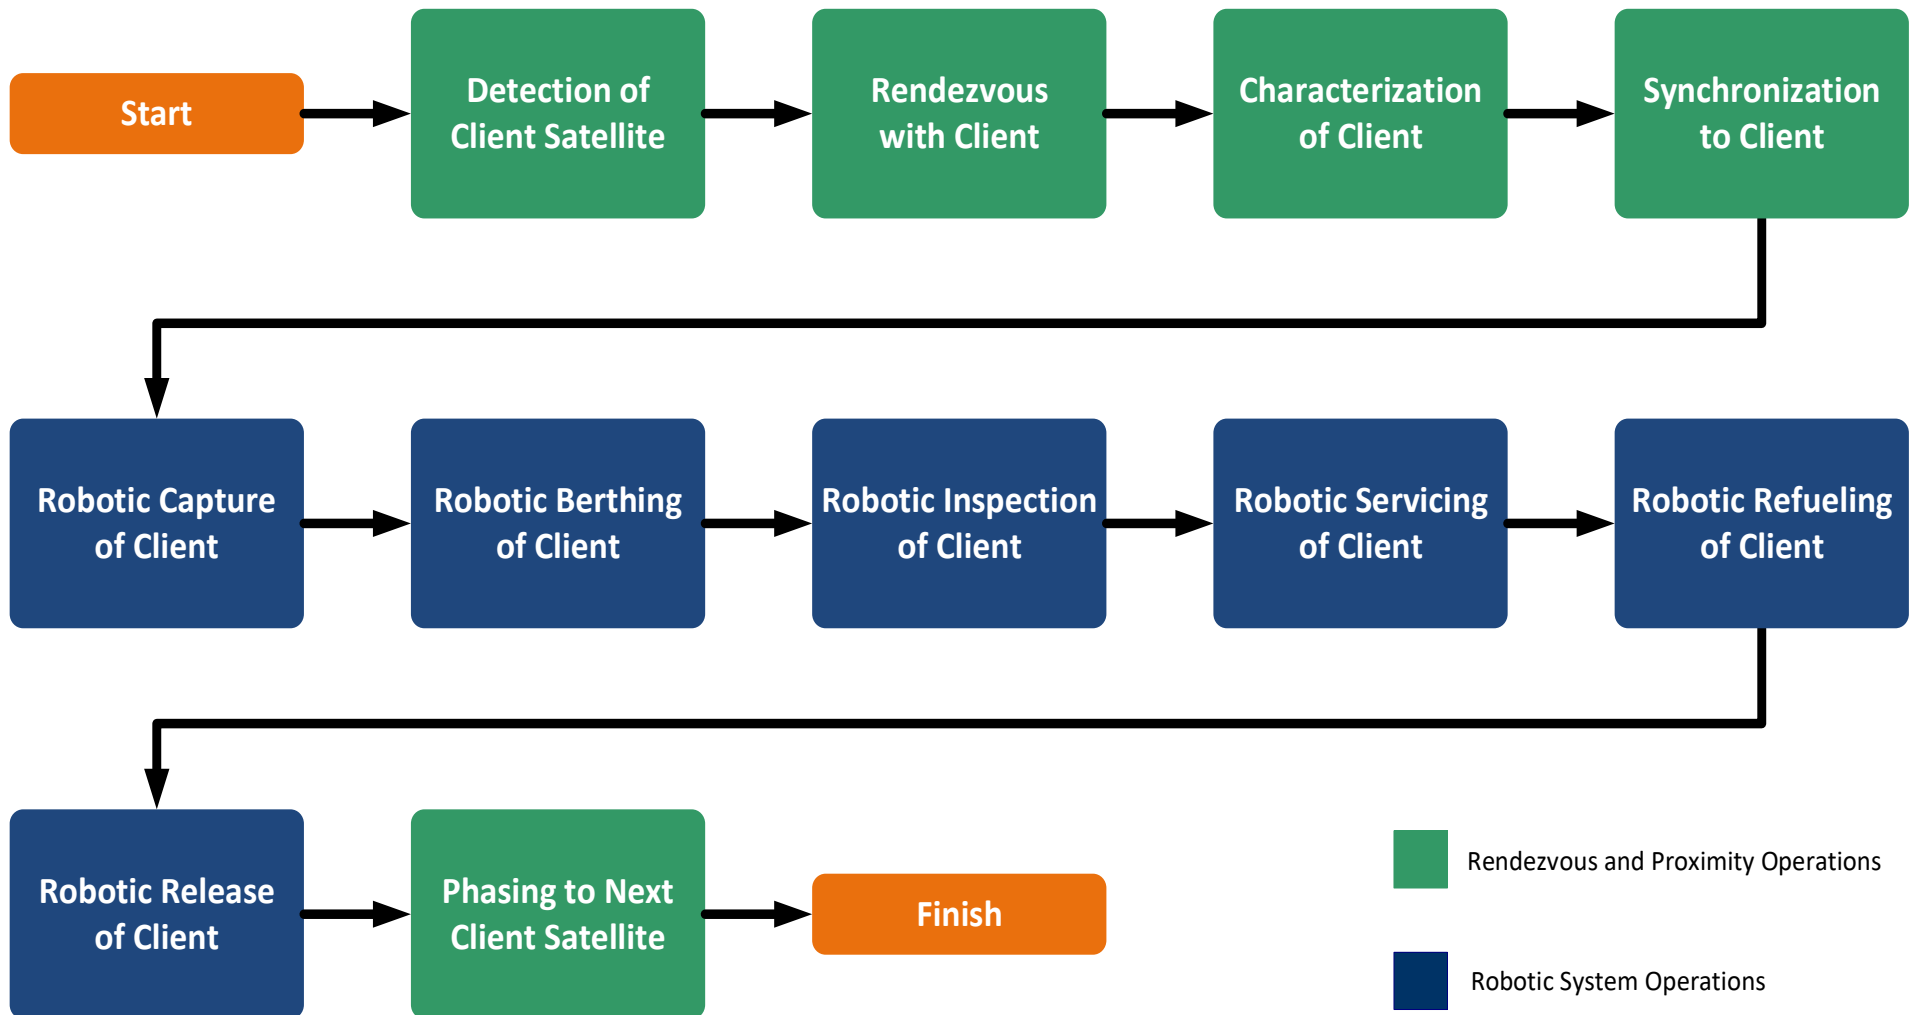 Start
Detection of
Client Satellite
Rendezvous
with Client
Characterization
of Client
Synchronization
to Client
Robotic Capture
of Client
Robotic Berthing
of Client
Robotic Inspection
of Client
Robotic Servicing
of Client
Robotic Refueling
of Client
Robotic Release
of Client
Phasing to Next
Client Satellite
Finish
Rendezvous and Proximity Operations
Robotic System Operations